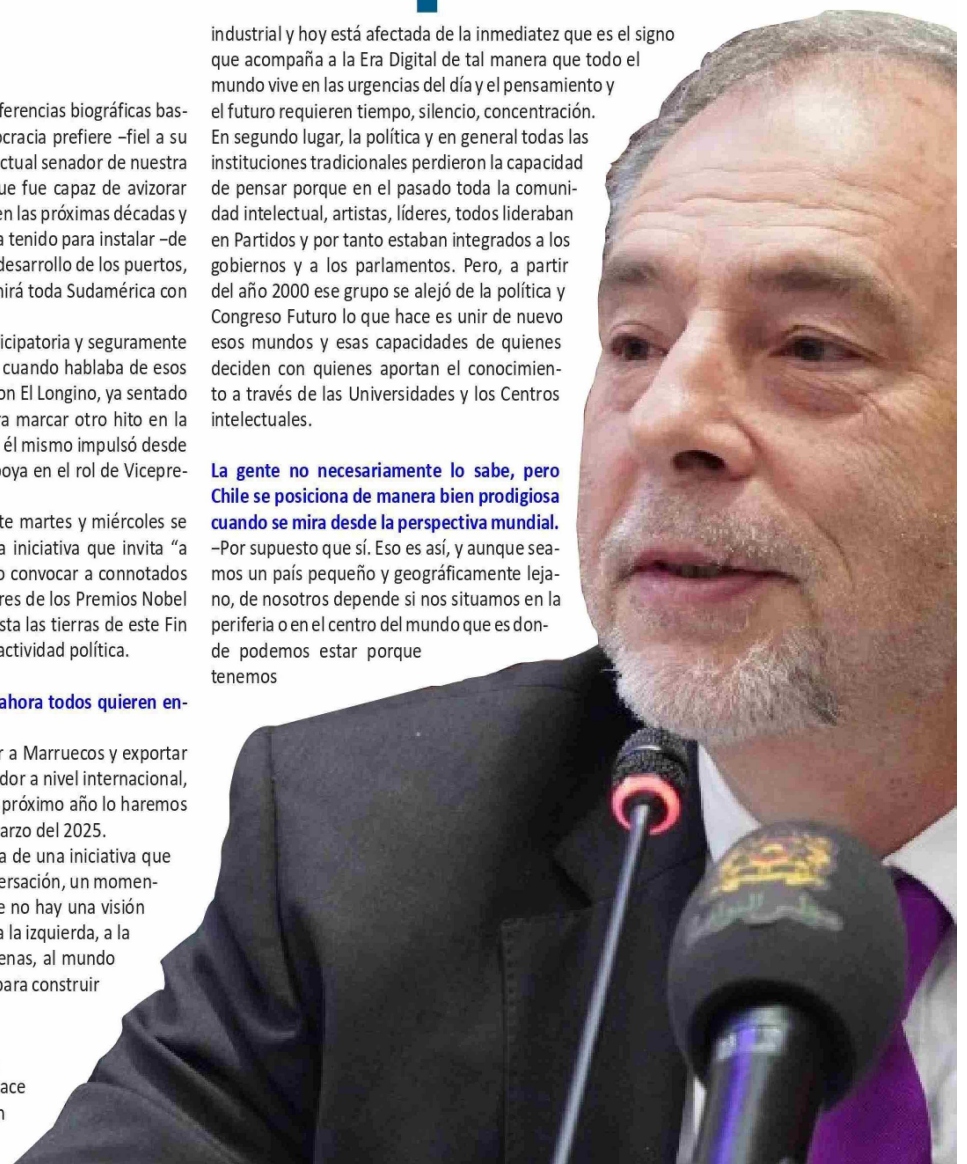 ferencias biográficas bas-
ocracia prefiere –fiel a su
ctual senador de nuestra
ue fue capaz de avizorar
en las próximas décadas y
a tenido para instalar –de
desarrollo de los puertos,
nirá toda Sudamérica con
icipatoria y seguramente
cuando hablaba de esos
on El Longino, ya sentado
ra marcar otro hito en la
él mismo impulsó desde
poya en el rol de Vicepre-
te martes y miércoles se
a iniciativa que invita “a
o convocar a connotados
res de los Premios Nobel
sta las tierras de este Fin
actividad política.
ahora todos quieren en-
r a Marruecos y exportar
dor a nivel internacional,
próximo año lo haremos
arzo del 2025.
a de una iniciativa que
ersación, un momen-
e no hay una visión
a la izquierda, a la
enas, al mundo
para construir
ace
n
industrial y hoy está afectada de la inmediatez que es el signo
que acompaña a la Era Digital de tal manera que todo el
mundo vive en las urgencias del día y el pensamiento y
el futuro requieren tiempo, silencio, concentración.
En segundo lugar, la política y en general todas las
instituciones tradicionales perdieron la capacidad
de pensar porque en el pasado toda la comuni-
dad intelectual, artistas, líderes, todos lideraban
en Partidos y por tanto estaban integrados a los
gobiernos y a los parlamentos. Pero, a partir
del año 2000 ese grupo se alejó de la política y
Congreso Futuro lo que hace es unir de nuevo
esos mundos y esas capacidades de quienes
deciden con quienes aportan el conocimien-
to a través de las Universidades y los Centros
intelectuales.
La gente no necesariamente lo sabe, pero
Chile se posiciona de manera bien prodigiosa
cuando se mira desde la perspectiva mundial.
–Por supuesto que sí. Eso es así, y aunque sea-
mos un país pequeño y geográficamente leja-
no, de nosotros depende si nos situamos en la
periferia o en el centro del mundo que es don-
de podemos estar porque
tenemos